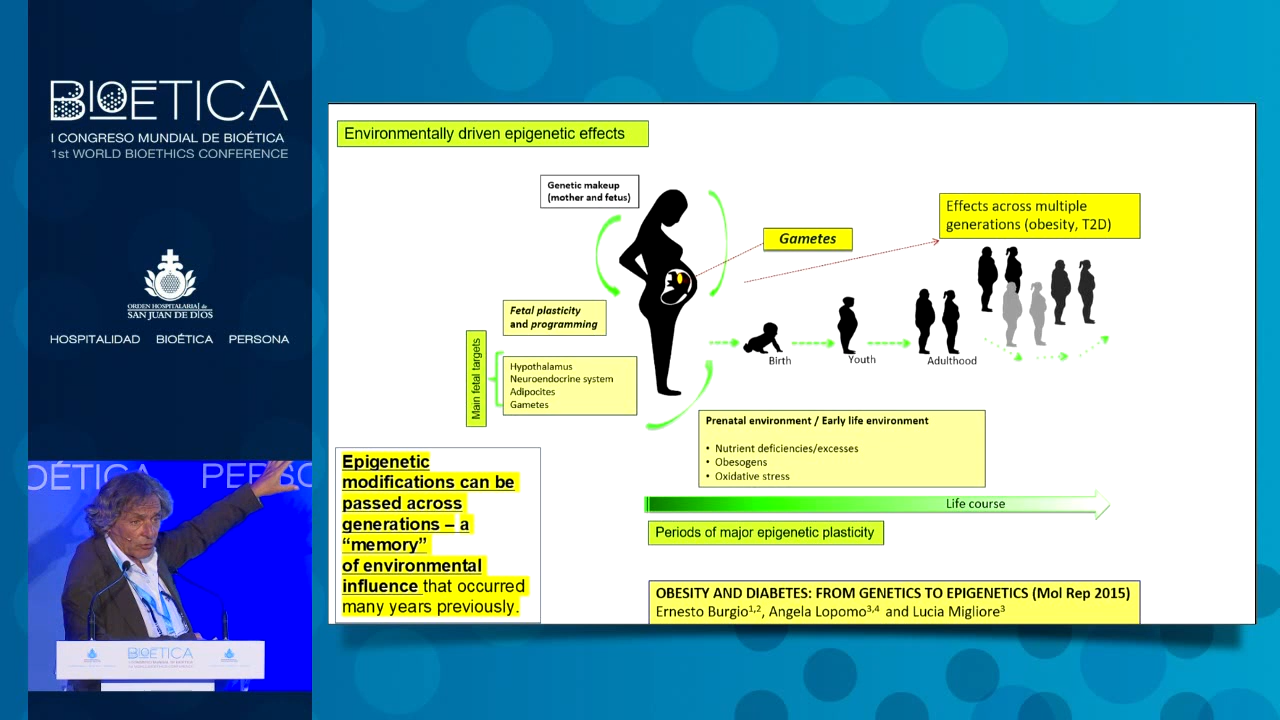 BIOETICA
I CONGRESO MUNDIAL DE BIOÉTICA
1st WORLD BIOETHICS CONFERENCE
ORDEN HOSPITALARIA de
SAN JUAN DE DIOS
HOSPITALIDAD BIOÉTICA PERSONA
OÉTICA PERSO
BIOETICA
Environmentally driven epigenetic effects
Genetic makeup
(mother and fetus)
Gametes
Effects across multiple
generations (obesity, T2D)
Fetal plasticity
and programming
Main fetal targets
Hypothalamus
Neuroendocrine system
Adipocites
Gametes
Birth
Youth
Adulthood
Prenatal environment / Early life environment
• Nutrient deficiencies/excesses
• Obesogens
• Oxidative stress
Life course
Periods of major epigenetic plasticity
Epigenetic
modifications can be
passed across
generations – a
“memory”
of environmental
influence that occurred
many years previously.
OBESITY AND DIABETES: FROM GENETICS TO EPIGENETICS (Mol Rep 2015)
Ernesto Burgio1,2, Angela Lopomo3,4 and Lucia Migliore3